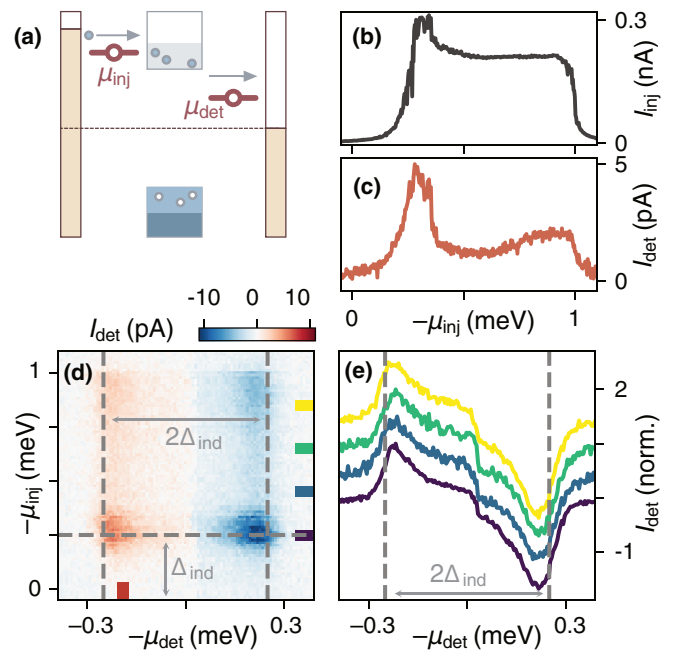 (a)
μinj
μdet
(b)
0.3
0
Iinj (nA)
(c)
5
0
Idet (pA)
0
1
−μinj (meV)
Idet (pA)
-10
0
10
(d)
1
0
−μinj (meV)
2Δind
Δind
-0.3
0.3
−μdet (meV)
(e)
2
-1
Idet (norm.)
2Δind
-0.3
0.3
−μdet (meV)